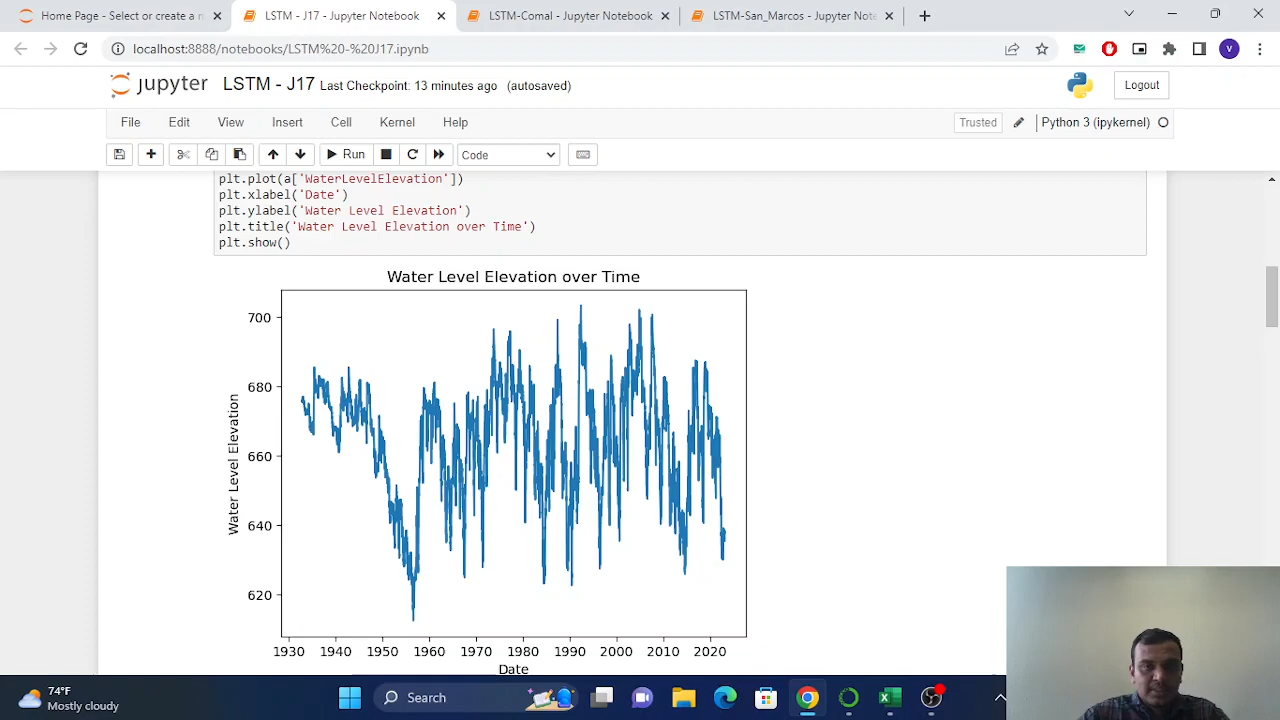 Home Page - Select or create a n
LSTM - J17 - Jupyter Notebook
LSTM-Comal - Jupyter Notebook
LSTM-San_Marcos - Jupyter Note
localhost:8888/notebooks/LSTM%20-%20J17.ipynb
V
jupyter LSTM - J17 Last Checkpoint: 13 minutes ago (autosaved)
Logout
File Edit View Insert Cell Kernel Help
Trusted
Python 3 (ipykernel)
Run
Code
plt.plot(a['WaterLevelElevation'])
plt.xlabel('Date')
plt.ylabel('Water Level Elevation')
plt.title('Water Level Elevation over Time')
plt.show()
Water Level Elevation over Time
700
680
660
640
620
Water Level Elevation
1930 1940 1950 1960 1970 1980 1990 2000 2010 2020
Date
74°F
Mostly cloudy
Search